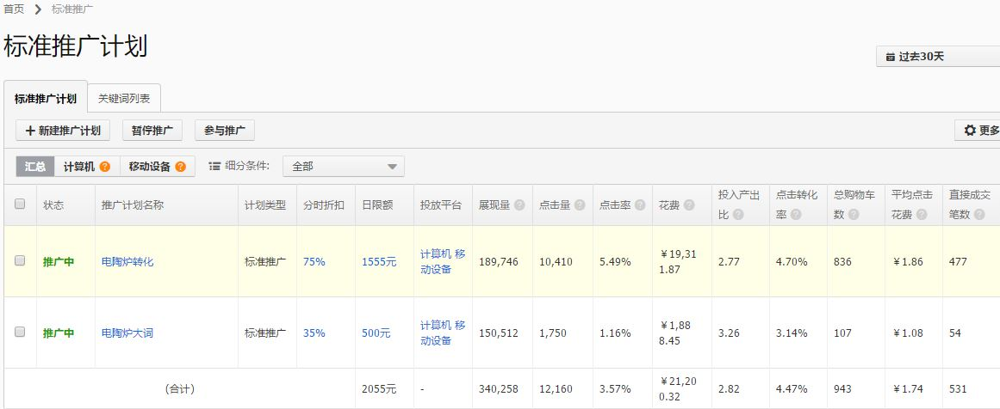 首页 > 标准推广
标准推广计划
过去30天
标准推广计划 关键词列表
+ 新建推广计划 暂停推广 参与推广 更多
汇总 计算机 ? 移动设备 ? 细分条件: 全部
状态 推广计划名称 计划类型 分时折扣 日限额 投放平台 展现量 ? 点击量 ? 点击率 ? 花费 ? 投入产出 点击转化 总购物车 平均点击 直接成交
比 ? 率 ? 数 ? 花费 ? 笔数 ?
推广中 电陶炉转化 标准推广 75% 1555元 计算机 移 189,746 10,410 5.49% ¥19,31 2.77 4.70% 836 ¥1.86 477
动设备 1.87
推广中 电陶炉大词 标准推广 35% 500元 计算机 移 150,512 1,750 1.16% ¥1,88 3.26 3.14% 107 ¥1.08 54
动设备 8.45
(合计) 2055元 - 340,258 12,160 3.57% ¥21,20 2.82 4.47% 943 ¥1.74 531
0.32